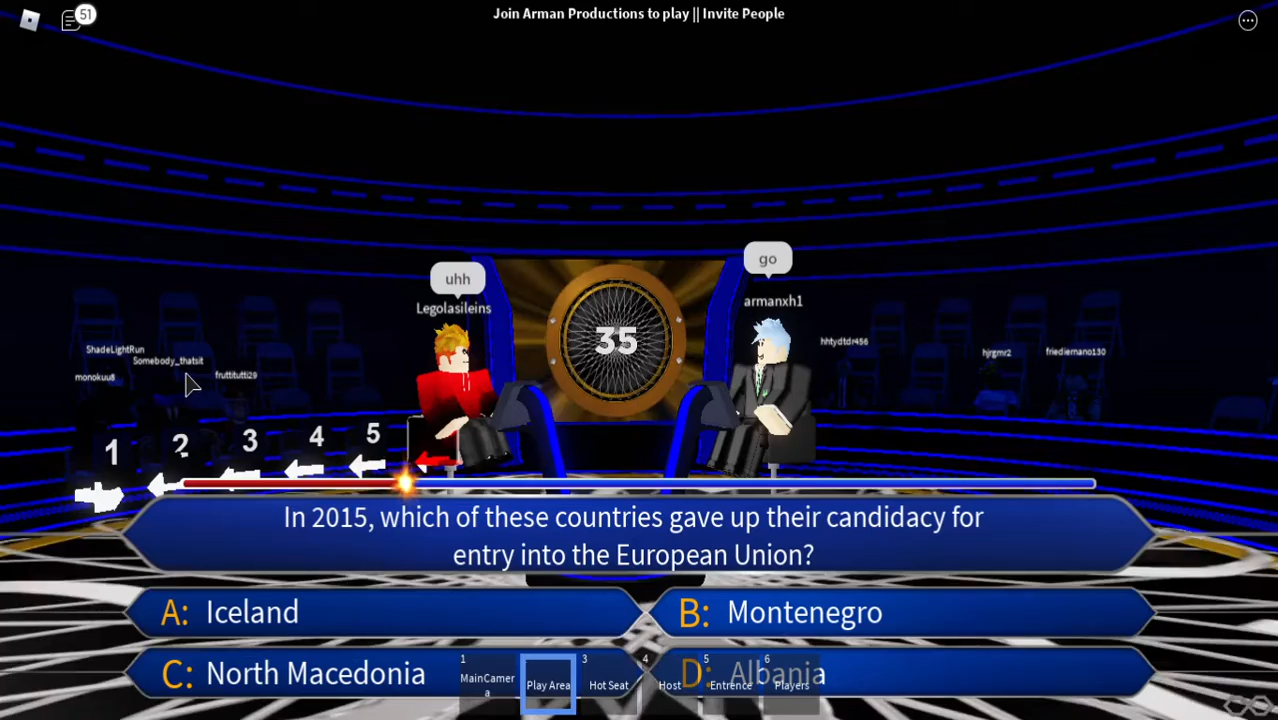 51
Join Arman Productions to play || Invite People
uhh
go
Legolasileins
armanxh1
35
ShadeLightRun
Somebody_thatsit
monokuu8
fruttitutti29
hhtydtdr456
hjrgmr2
friediernano130
1
2
3
4
5
In 2015, which of these countries gave up their candidacy for
entry into the European Union?
A: Iceland
B: Montenegro
C: North Macedonia
D: Albania
1 MainCamera
Play Area
3 Hot Seat
4 Host
5 Entrence
6 Players